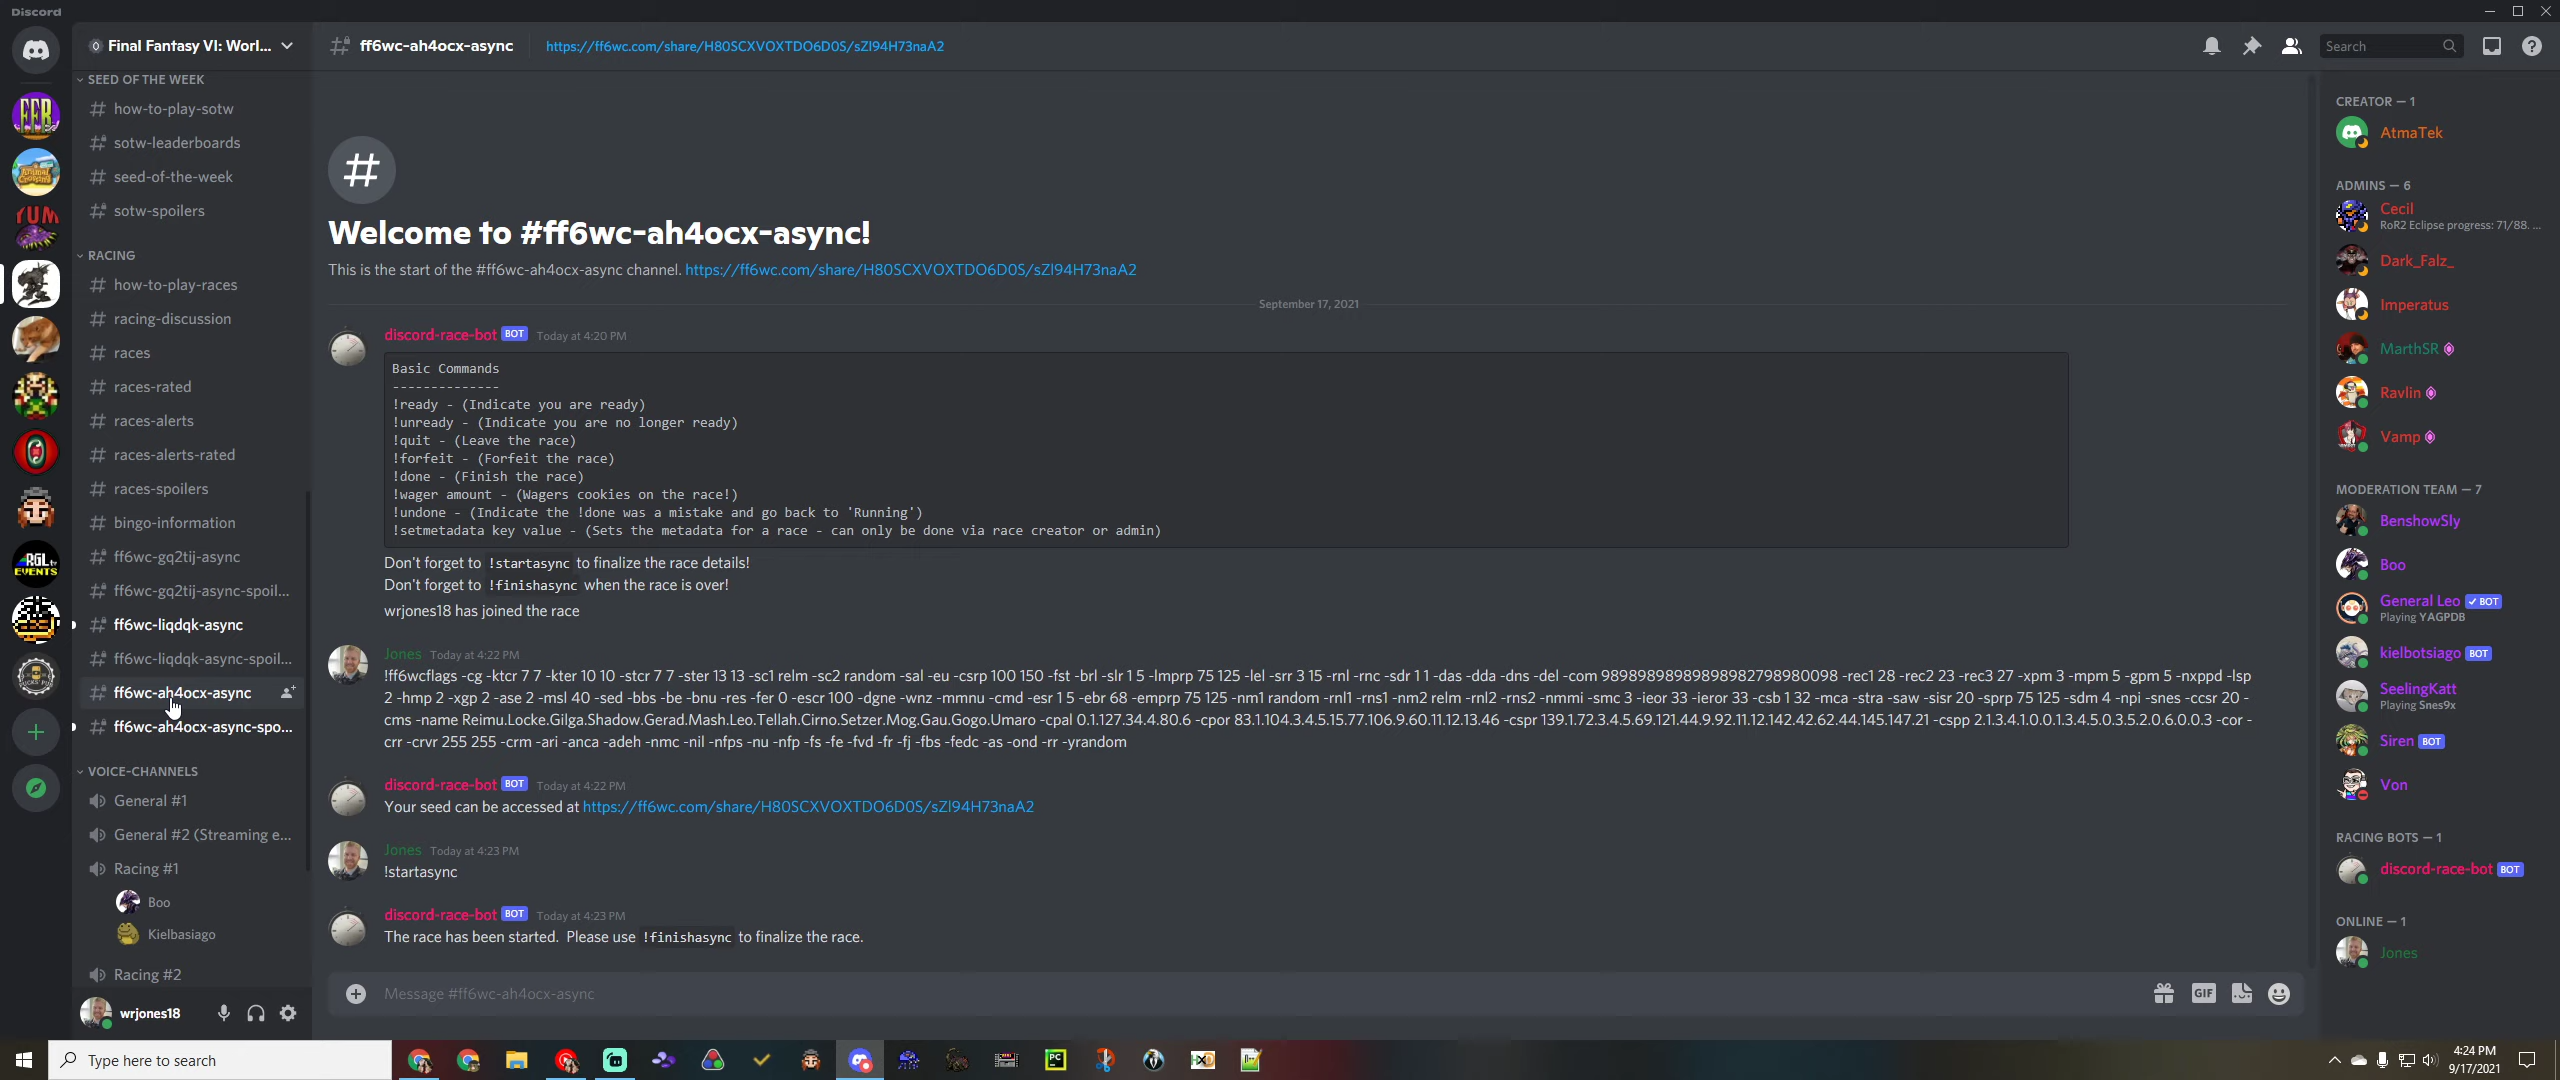 Discord
Final Fantasy VI: Worl...
SEED OF THE WEEK
how-to-play-sotw
sotw-leaderboards
seed-of-the-week
sotw-spoilers
RACING
how-to-play-races
racing-discussion
races
races-rated
races-alerts
races-alerts-rated
races-spoilers
bingo-information
ff6wc-gq2tij-async
ff6wc-gq2tij-async-spoil...
ff6wc-liqdqk-async
ff6wc-liqdqk-async-spoil...
ff6wc-ah4ocx-async
ff6wc-ah4ocx-async-spo...
VOICE-CHANNELS
General #1
General #2 (Streaming e...
Racing #1
Boo
Kielbasiago
Racing #2
wrjones18
FFR
Animal Crossing
YUM
RGL tv
EVENTS
ff6wc-ah4ocx-async
https://ff6wc.com/share/H80SCXVOXTDO6D0S/sZl94H73naA2
Search
Welcome to #ff6wc-ah4ocx-async!
This is the start of the #ff6wc-ah4ocx-async channel. https://ff6wc.com/share/H80SCXVOXTDO6D0S/sZl94H73naA2
September 17, 2021
discord-race-bot BOT Today at 4:20 PM
Basic Commands
--------------
!ready - (Indicate you are ready)
!unready - (Indicate you are no longer ready)
!quit - (Leave the race)
!forfeit - (Forfeit the race)
!done - (Finish the race)
!wager amount - (Wagers cookies on the race!)
!undone - (Indicate the !done was a mistake and go back to 'Running')
!setmetadata key value - (Sets the metadata for a race - can only be done via race creator or admin)
Don't forget to !startasync to finalize the race details!
Don't forget to !finishasync when the race is over!
wrjones18 has joined the race
Jones Today at 4:22 PM
!ff6wcflags -cg -ktcr 7 7 -kter 10 10 -stcr 7 7 -ster 13 13 -sc1 relm -sc2 random -sal -eu -csrp 100 150 -fst -brl -slr 1 5 -lmprp 75 125 -lel -srr 3 15 -rnl -rnc -sdr 1 1 -das -dda -dns -del -com 98989898989898982798980098 -rec1 28 -rec2 23 -rec3 27 -xpm 3 -mpm 5 -gpm 5 -nxppd -lsp
2 -hmp 2 -xgp 2 -ase 2 -msl 40 -sed -bbs -be -bnu -res -fer 0 -escr 100 -dgne -wnz -mmnu -cmd -esr 1 5 -ebr 68 -emprp 75 125 -nm1 random -rnl1 -rns1 -nm2 relm -rnl2 -rns2 -nmmi -smc 3 -ieor 33 -ieror 33 -csb 1 32 -mca -stra -saw -sisr 20 -sprp 75 125 -sdm 4 -npi -snes -ccsr 20 -
cms -name Reimu.Locke.Gilga.Shadow.Gerad.Mash.Leo.Tellah.Cirno.Setzer.Mog.Gau.Gogo.Umaro -cpal 0.1.127.34.4.80.6 -cpor 83.1.104.3.4.5.15.77.106.9.60.11.12.13.46 -cspr 139.1.72.3.4.5.69.121.44.9.92.11.12.142.42.62.44.145.147.21 -cspp 2.1.3.4.1.0.0.1.3.4.5.0.3.5.2.0.6.0.0.3 -cor -
crr -crvr 255 255 -crm -ari -anca -adeh -nmc -nil -nfps -nu -nfp -fs -fe -fvd -fr -fj -fbs -fedc -as -ond -rr -yrandom
discord-race-bot BOT Today at 4:22 PM
Your seed can be accessed at https://ff6wc.com/share/H80SCXVOXTDO6D0S/sZl94H73naA2
Jones Today at 4:23 PM
!startasync
discord-race-bot BOT Today at 4:23 PM
The race has been started. Please use !finishasync to finalize the race.
Message #ff6wc-ah4ocx-async
GIF
CREATOR — 1
AtmaTek
ADMINS — 6
Cecil
RoR2 Eclipse progress: 71/88. ...
Dark_Falz_
Imperatus
MarthSR
Ravlin
Vamp
MODERATION TEAM — 7
BenshowSly
Boo
General Leo BOT
Playing YAGPDB
kielbotsiago BOT
SeelingKatt
Playing Snes9x
Siren BOT
Von
RACING BOTS — 1
discord-race-bot BOT
ONLINE — 1
Jones
Type here to search
PC
HXD
4:24 PM
9/17/2021